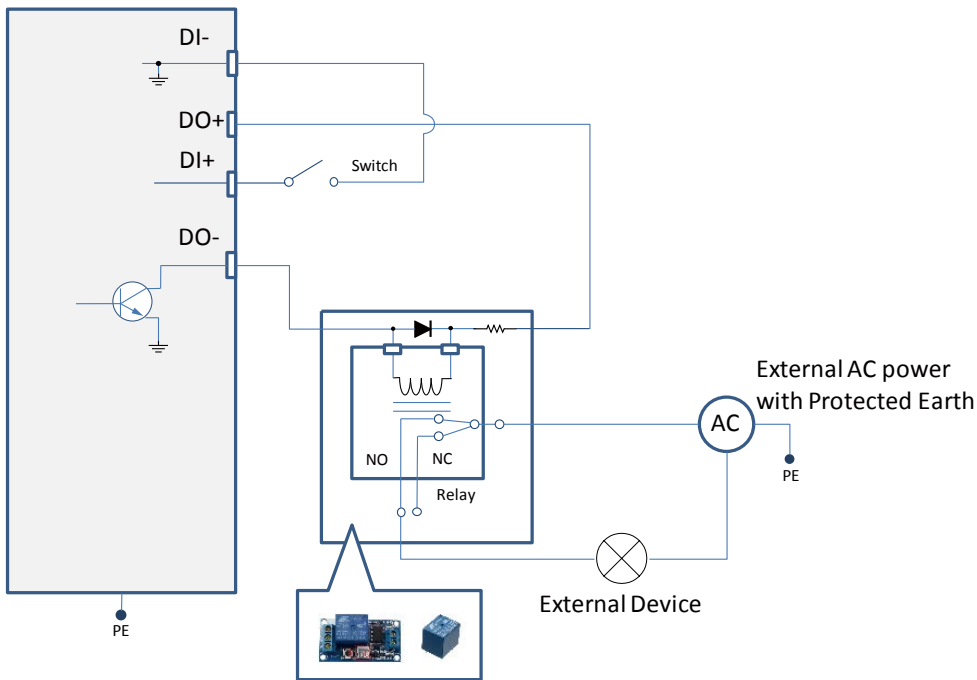 DI-
DO+
DI+
Switch
DO-
External AC power
with Protected Earth
AC
NO
NC
PE
Relay
External Device
PE